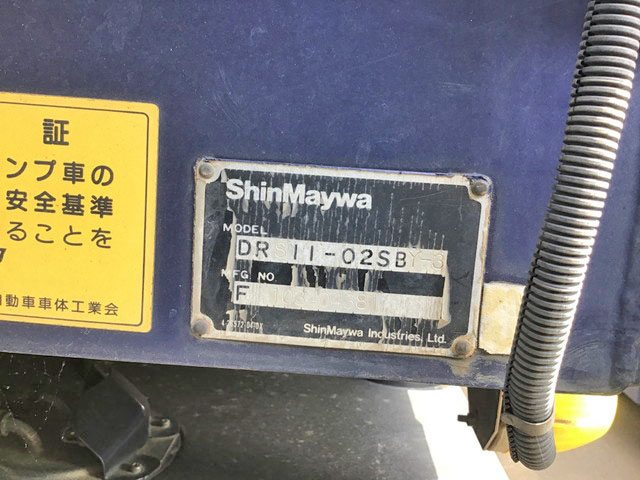 証
ンプ車の
安全基準
ることを
動車車体工業会
ShinMaywa
MODEL
DR 11-02SBY-3
MFG. NO
F
ShinMaywa Industries, Ltd.